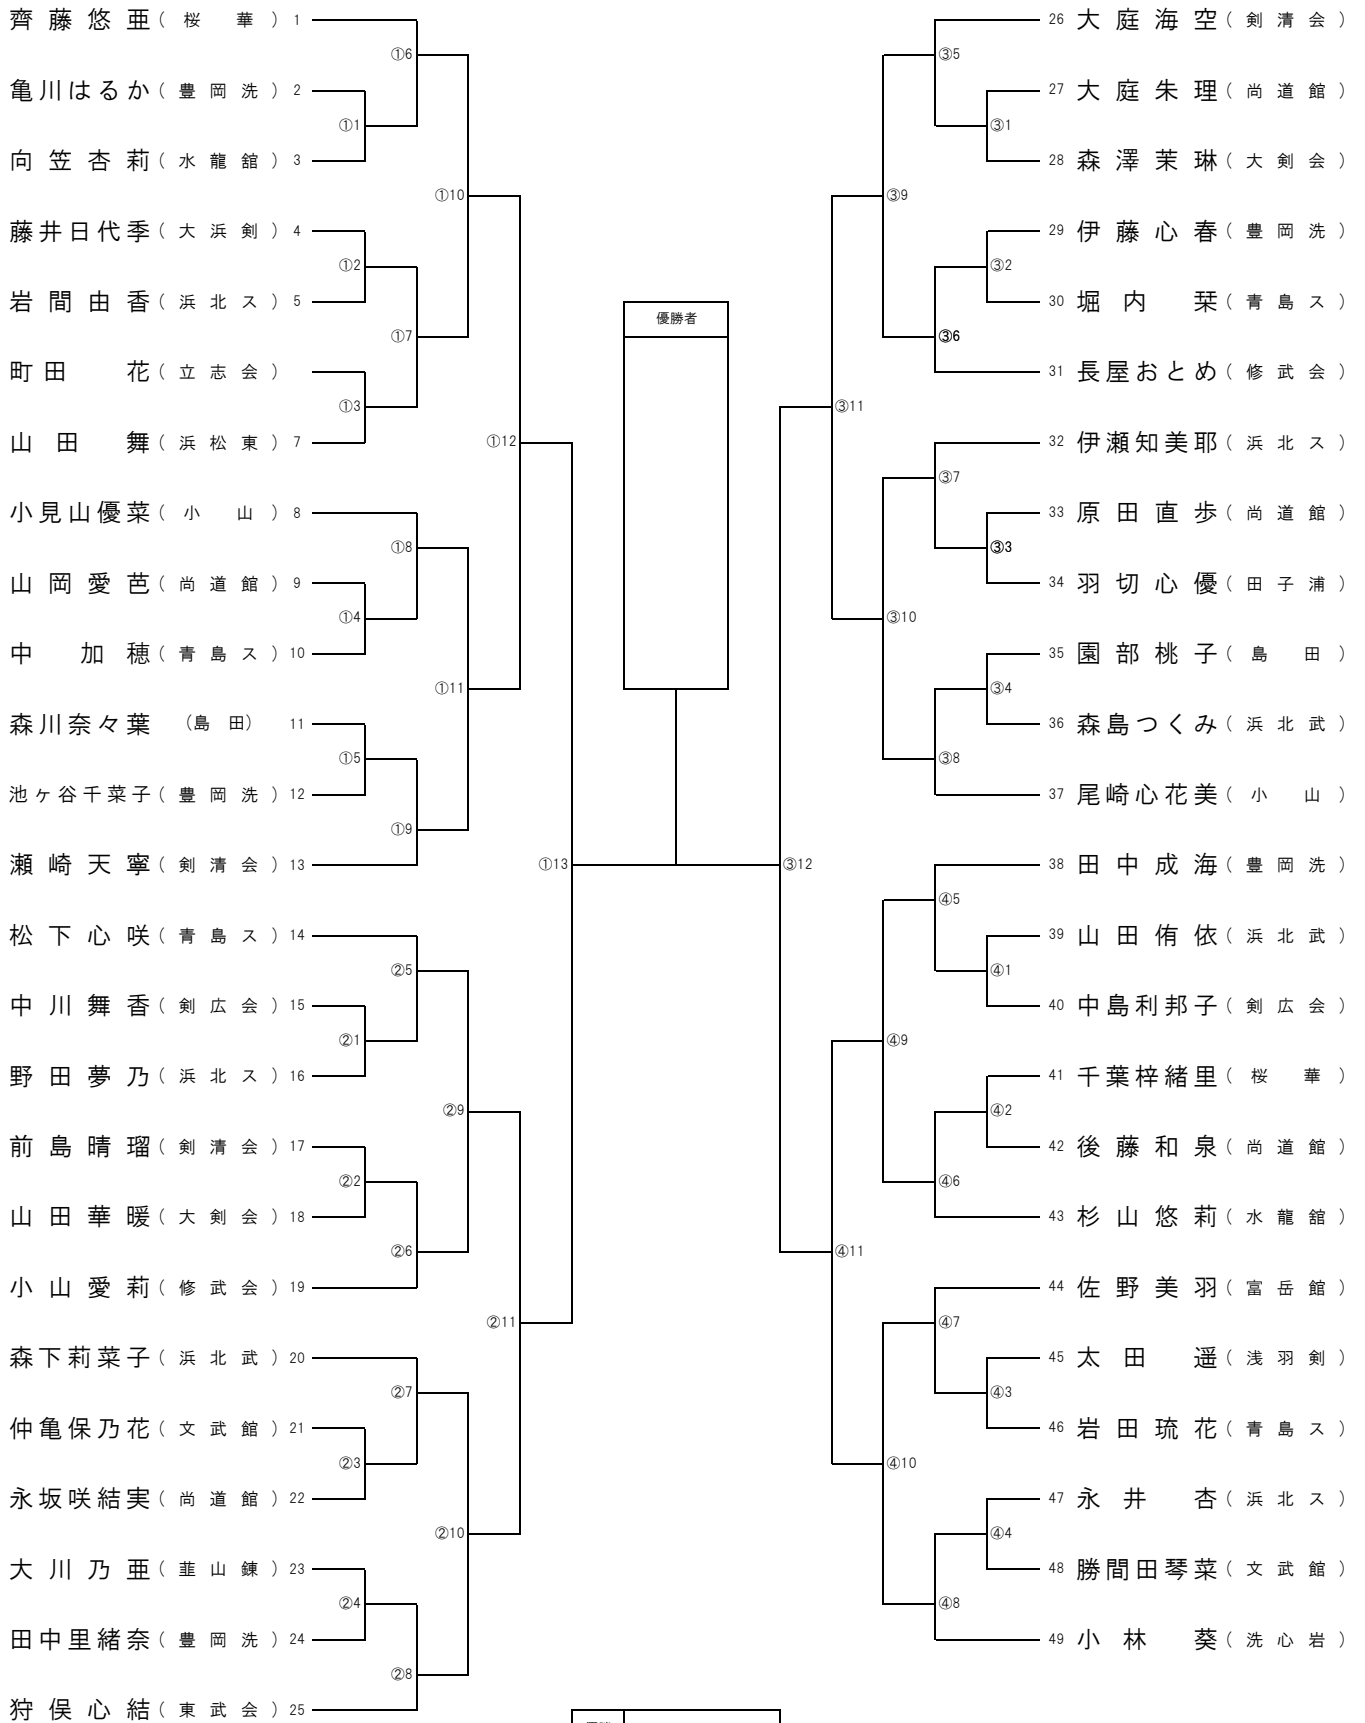 齊藤悠亜（桜華）1
①6
亀川はるか（豊岡洗）2
①1
向笠杏莉（水龍舘）3
①10
藤井日代季（大浜剣）4
①2
岩間由香（浜北ス）5
①7
町田花（立志会）
①3
山田舞（浜松東）7
①12
小見山優菜（小山）8
①8
山岡愛芭（尚道館）9
①4
中加穂（青島ス）10
①11
森川奈々葉（島田）11
①5
池ヶ谷千菜子（豊岡洗）12
①9
瀬崎天寧（剣清会）13
①13
松下心咲（青島ス）14
②5
中川舞香（剣広会）15
②1
野田夢乃（浜北ス）16
②9
前島晴瑠（剣清会）17
②2
山田華暖（大剣会）18
②6
小山愛莉（修武会）19
②11
森下莉菜子（浜北武）20
②7
仲亀保乃花（文武館）21
②3
永坂咲結実（尚道館）22
②10
大川乃亜（韮山錬）23
②4
田中里緒奈（豊岡洗）24
②8
狩俣心結（東武会）25
優勝者
26 大庭海空（剣清会）
③5
27 大庭朱理（尚道館）
③1
28 森澤茉琳（大剣会）
③9
29 伊藤心春（豊岡洗）
③2
30 堀内栞（青島ス）
③6
31 長屋おとめ（修武会）
③11
32 伊瀬知美耶（浜北ス）
③7
33 原田直歩（尚道館）
③3
34 羽切心優（田子浦）
③10
35 園部桃子（島田）
③4
36 森島つくみ（浜北武）
③8
37 尾崎心花美（小山）
③12
38 田中成海（豊岡洗）
④5
39 山田侑依（浜北武）
④1
40 中島利邦子（剣広会）
④9
41 千葉梓緒里（桜華）
④2
42 後藤和泉（尚道館）
④6
43 杉山悠莉（水龍舘）
④11
44 佐野美羽（富岳館）
④7
45 太田遥（浅羽剣）
④3
46 岩田琉花（青島ス）
④10
47 永井杏（浜北ス）
④4
48 勝間田琴菜（文武館）
④8
49 小林葵（洗心岩）